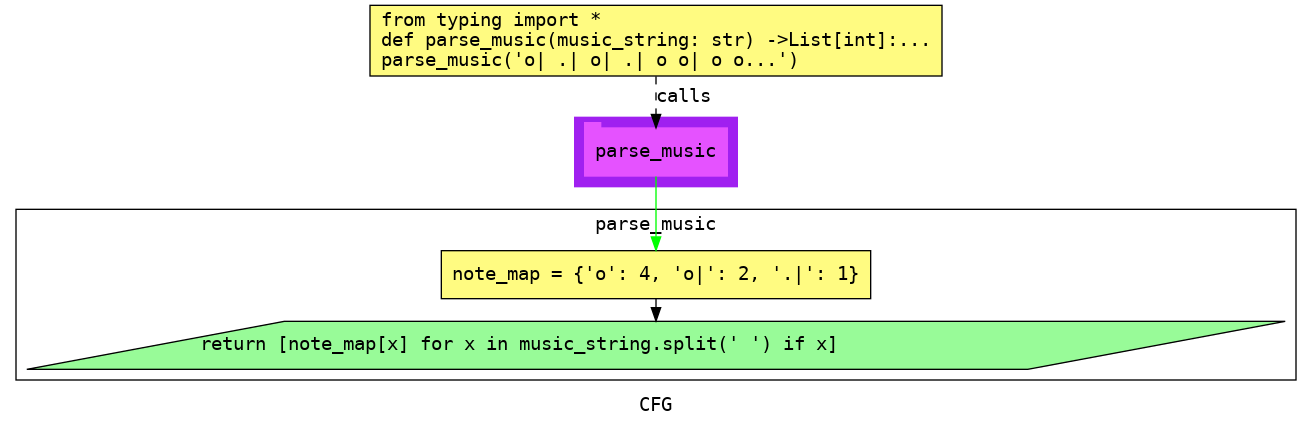 from typing import *
def parse_music(music_string: str) ->List[int]:...
parse_music('o| .| o| .| o o| o o...')
calls
parse_music
parse_music
note_map = {'o': 4, 'o|': 2, '.|': 1}
return [note_map[x] for x in music_string.split(' ') if x]
CFG